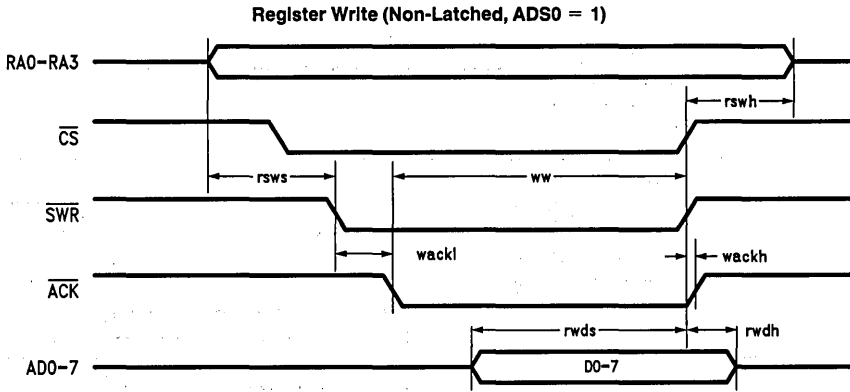 Register Write (Non-Latched, ADS0 = 1)
RA0-RA3
rswh
CS
rsws
ww
SWR
wackl
wackh
ACK
rwds
rwdh
AD0-7
D0-7